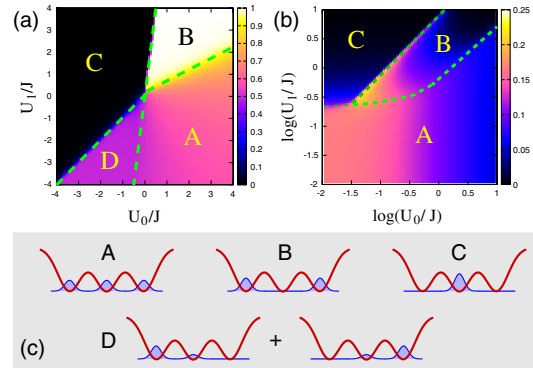 (a)
U₁/J
4
3
2
1
0
-1
-2
-3
-4
-4 -3 -2 -1 0 1 2 3 4
U₀/J
C
B
D
A
1
0.9
0.8
0.7
0.6
0.5
0.4
0.3
0.2
0.1
0
(b)
log(U₁/ J)
1
0.5
0
-0.5
-1
-1.5
-2
-2 -1.5 -1 -0.5 0 0.5 1
log(U₀/ J)
C
B
A
0.25
0.2
0.15
0.1
0.05
0
A B C
(c) D +